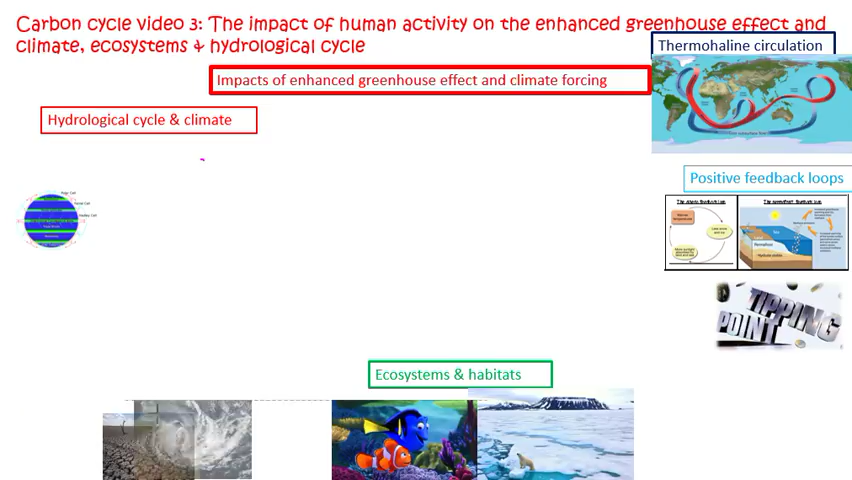 Carbon cycle video 3: The impact of human activity on the enhanced greenhouse effect and
climate, ecosystems & hydrological cycle
Thermohaline circulation
Impacts of enhanced greenhouse effect and climate forcing
Hydrological cycle & climate
Positive feedback loops
Permafrost
TIPPING
POINT
Ecosystems & habitats